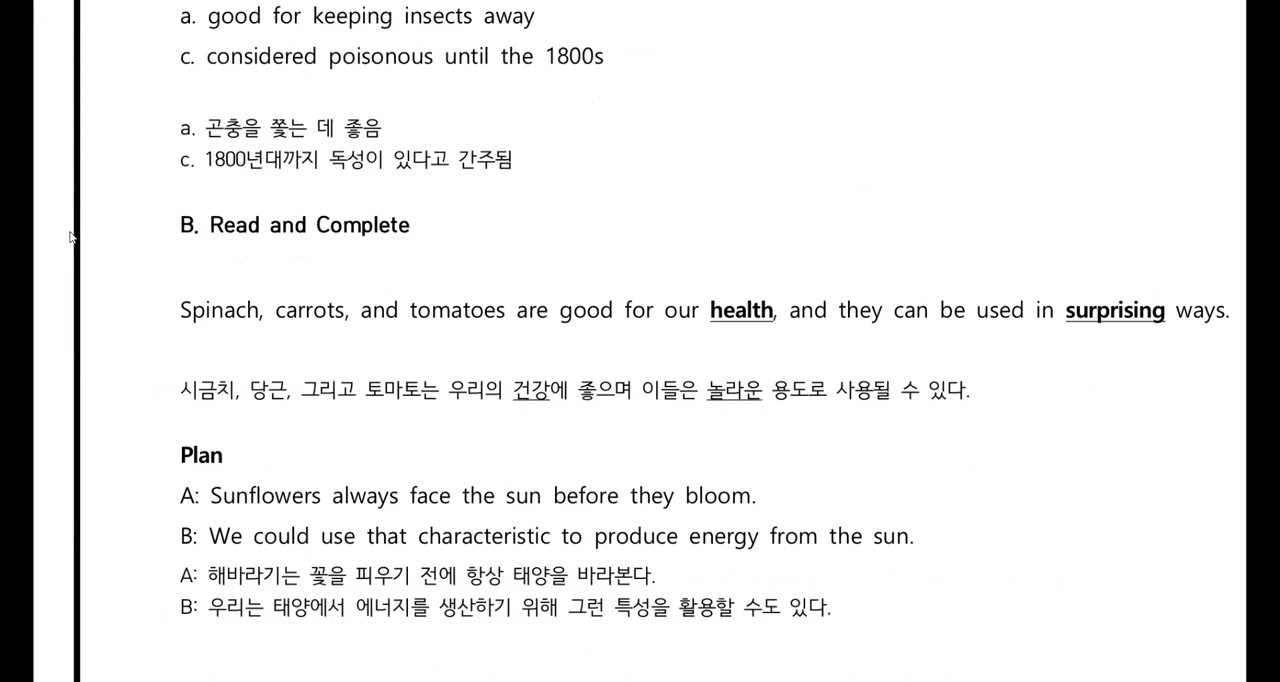 a. good for keeping insects away
c. considered poisonous until the 1800s
a. 곤충을 쫓는 데 좋음
c. 1800년대까지 독성이 있다고 간주됨
B. Read and Complete
Spinach, carrots, and tomatoes are good for our health, and they can be used in surprising ways.
시금치, 당근, 그리고 토마토는 우리의 건강에 좋으며 이들은 놀라운 용도로 사용될 수 있다.
Plan
A: Sunflowers always face the sun before they bloom.
B: We could use that characteristic to produce energy from the sun.
A: 해바라기는 꽃을 피우기 전에 항상 태양을 바라본다.
B: 우리는 태양에서 에너지를 생산하기 위해 그런 특성을 활용할 수도 있다.